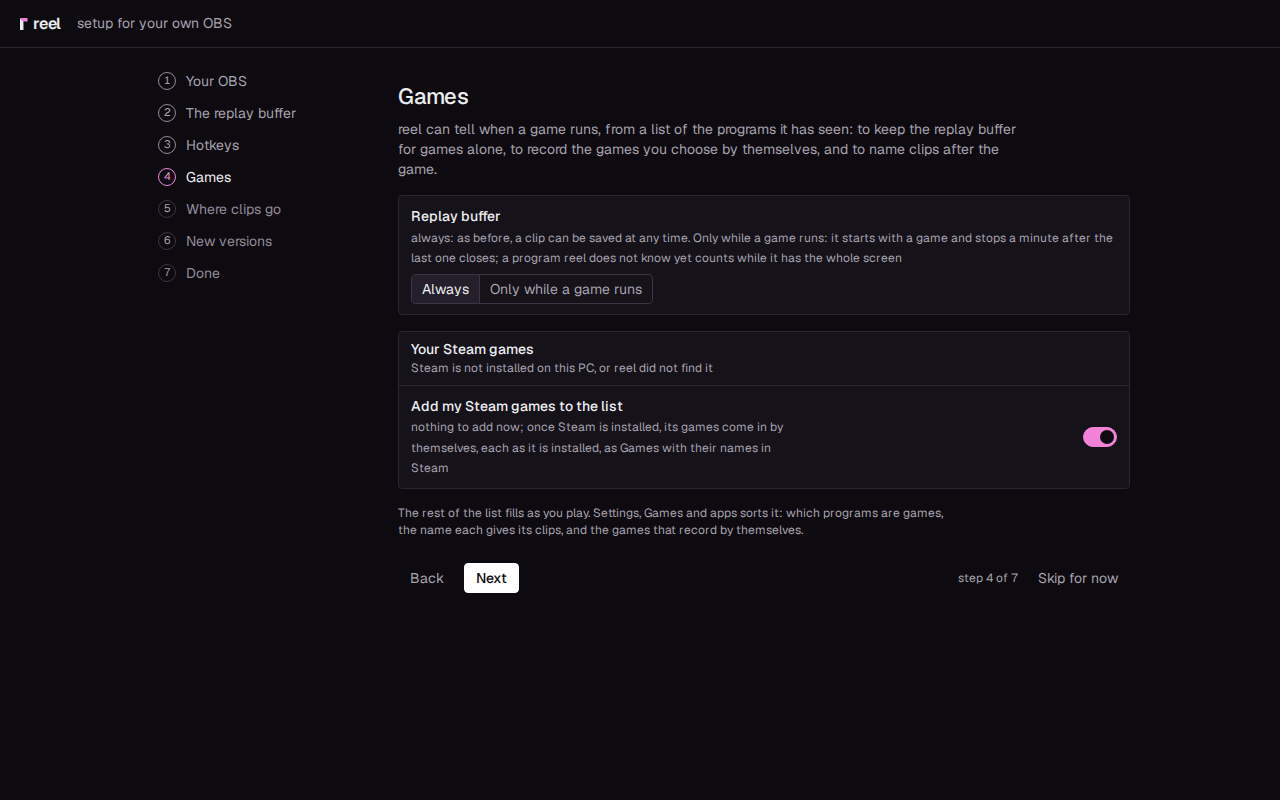 reel setup for your own OBS
1 Your OBS
2 The replay buffer
3 Hotkeys
4 Games
5 Where clips go
6 New versions
7 Done
Games
reel can tell when a game runs, from a list of the programs it has seen: to keep the replay buffer
for games alone, to record the games you choose by themselves, and to name clips after the
game.
Replay buffer
always: as before, a clip can be saved at any time. Only while a game runs: it starts with a game and stops a minute after the
last one closes; a program reel does not know yet counts while it has the whole screen
Always Only while a game runs
Your Steam games
Steam is not installed on this PC, or reel did not find it
Add my Steam games to the list
nothing to add now; once Steam is installed, its games come in by
themselves, each as it is installed, as Games with their names in
Steam
The rest of the list fills as you play. Settings, Games and apps sorts it: which programs are games,
the name each gives its clips, and the games that record by themselves.
Back Next step 4 of 7 Skip for now